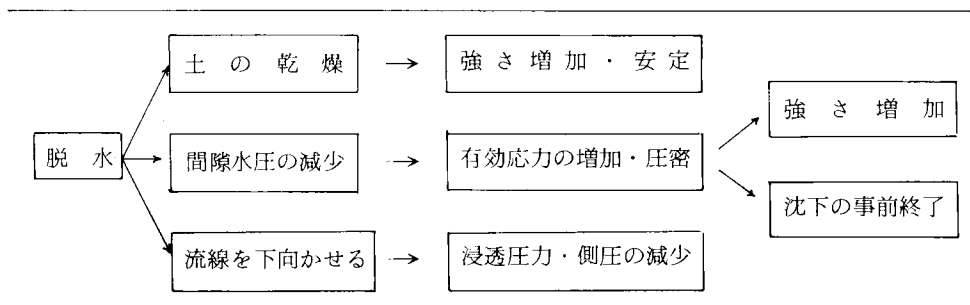 土の乾燥
強さ増加・安定
強さ増加
脱水
間隙水圧の減少
有効応力の増加・圧密
沈下の事前終了
流線を下向かせる
浸透圧力・側圧の減少